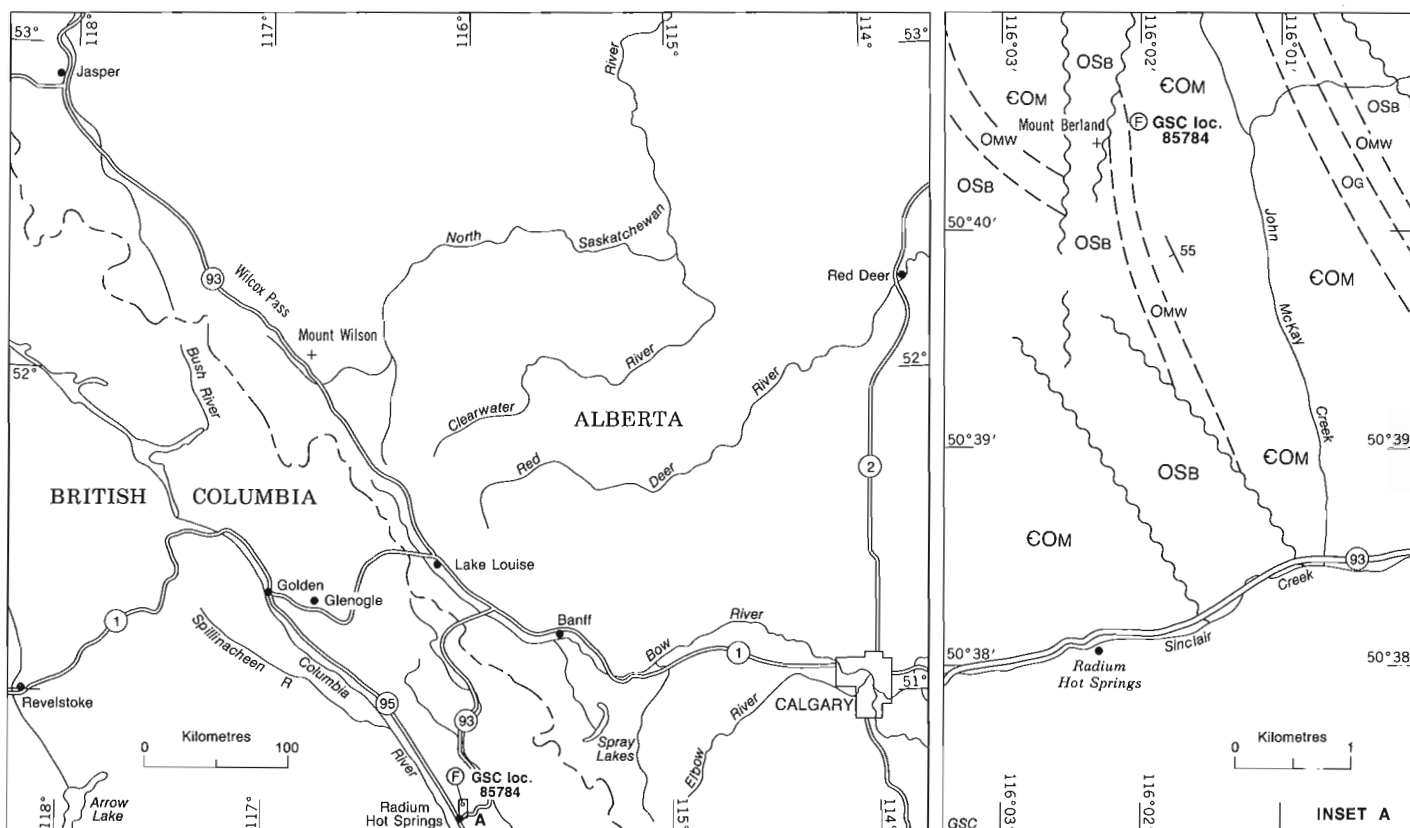 118°
117°
116°
115°
114°
53°
53°
Jasper
River
North
Saskatchewan
93
Wilcox Pass
Red Deer
Mount Wilson
52°
52°
Bush River
River
River
Clearwater
ALBERTA
Red
Deer
2
BRITISH COLUMBIA
Lake Louise
Golden
Glenogle
1
Banff
River
Bow
1
Spillimacheen R
Columbia
River
95
93
51°
Revelstoke
CALGARY
River
Elbow
Spray
Lakes
Kilometres
0 100
F GSC loc.
85784
Radium
Hot Springs
A
Arrow
Lake
118°
117°
115°
114°
116°03'
116°02'
116°01'
OSB
ЄOM
ЄOM
OSB
Mount Berland
F GSC loc.
85784
OMW
OMW
OSB
OG
50°40'
OSB
John
McKay
Creek
55
ЄOM
OMW
50°39'
50°39'
OSB
ЄOM
ЄOM
93
Creek
Sinclair
50°38'
50°38'
Radium
Hot Springs
Kilometres
0 1
116°03'
116°02'
116°01'
GSC
INSET A